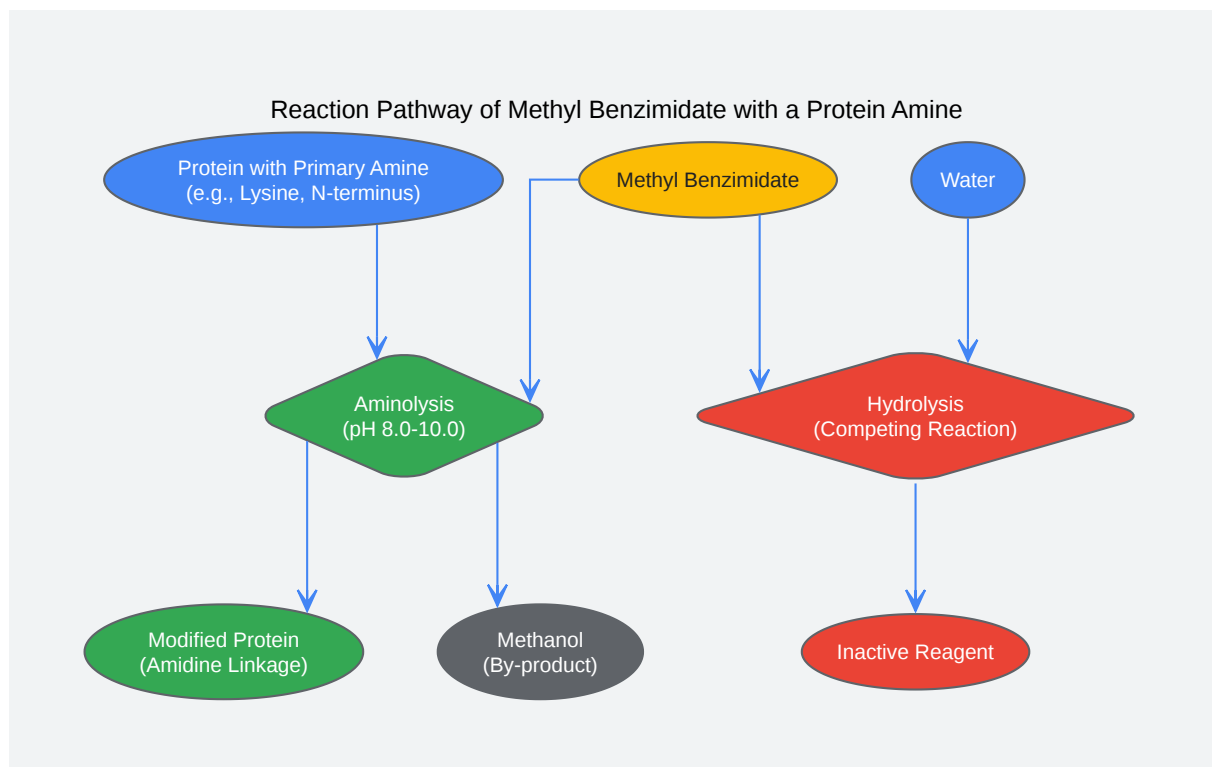 Reaction Pathway of Methyl Benzimidate with a Protein Amine
Protein with Primary Amine
(e.g., Lysine, N-terminus)
Methyl Benzimidate
Water
Aminolysis
(pH 8.0-10.0)
Hydrolysis
(Competing Reaction)
Modified Protein
(Amidine Linkage)
Methanol
(By-product)
Inactive Reagent